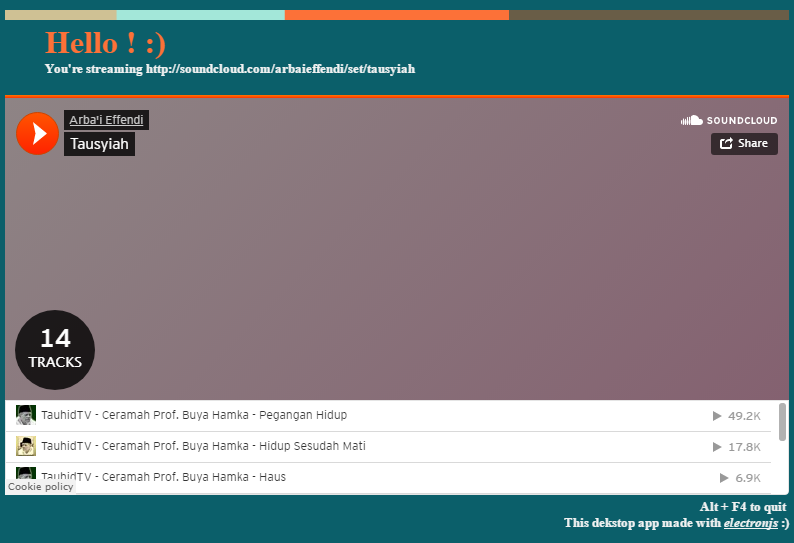 Hello ! :)
You're streaming http://soundcloud.com/arbaieffendi/set/tausyiah
Arba'i Effendi
Tausyiah
SOUNDCLOUD
Share
14
TRACKS
TauhidTV - Ceramah Prof. Buya Hamka - Pegangan Hidup 49.2K
TauhidTV - Ceramah Prof. Buya Hamka - Hidup Sesudah Mati 17.8K
TauhidTV - Ceramah Prof. Buya Hamka - Haus 6.9K
Cookie policy
Alt + F4 to quit
This dekstop app made with electronjs :)